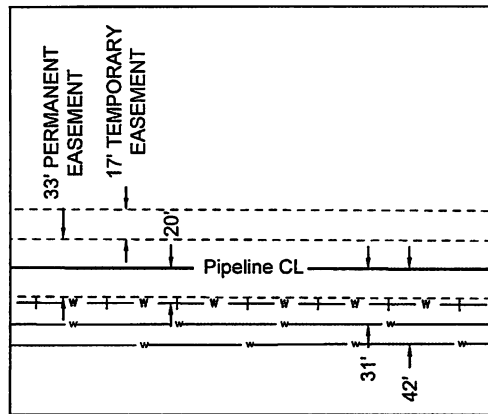 33' PERMANENT
EASEMENT
17' TEMPORARY
EASEMENT
20'
Pipeline CL
W W W W W W W
W W W W
W W W W
31'
42'